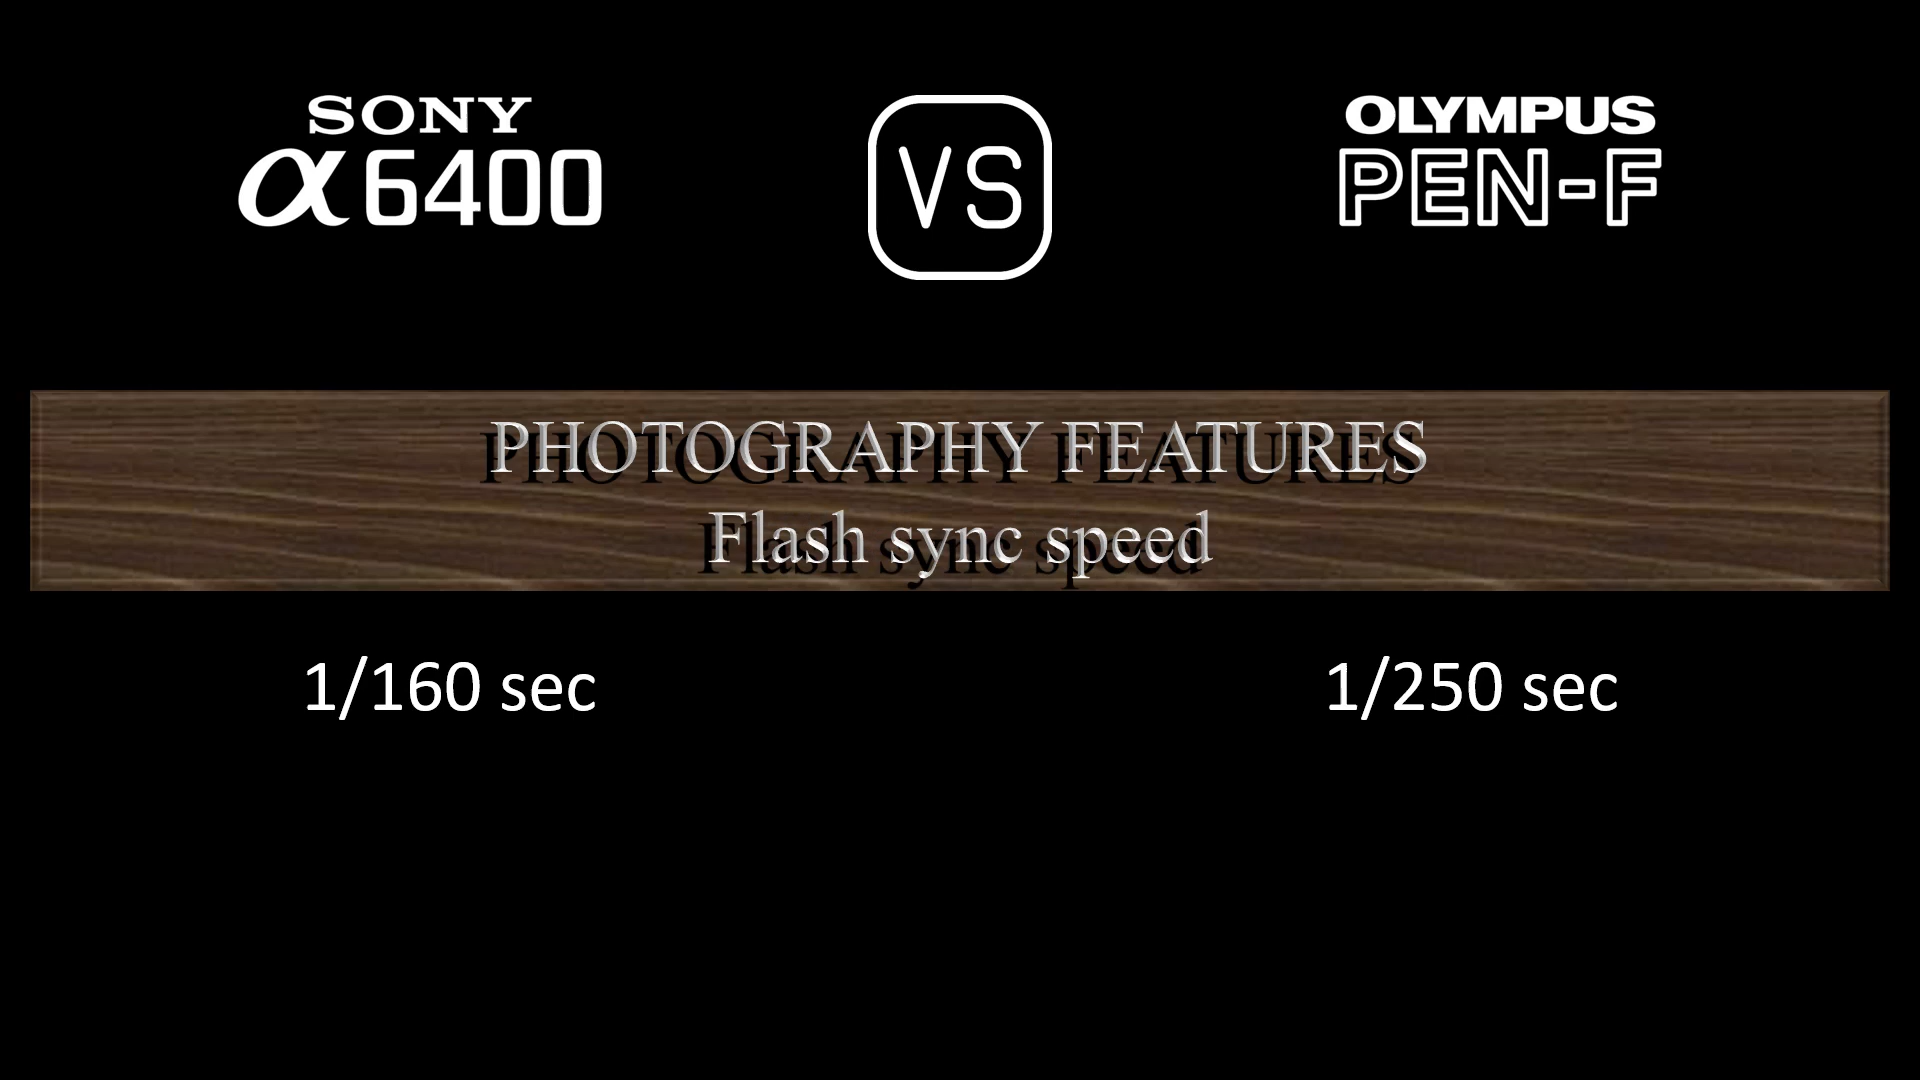 SONY
α6400
VS
OLYMPUS
PEN-F
PHOTOGRAPHY FEATURES
Flash sync speed
1/160 sec
1/250 sec